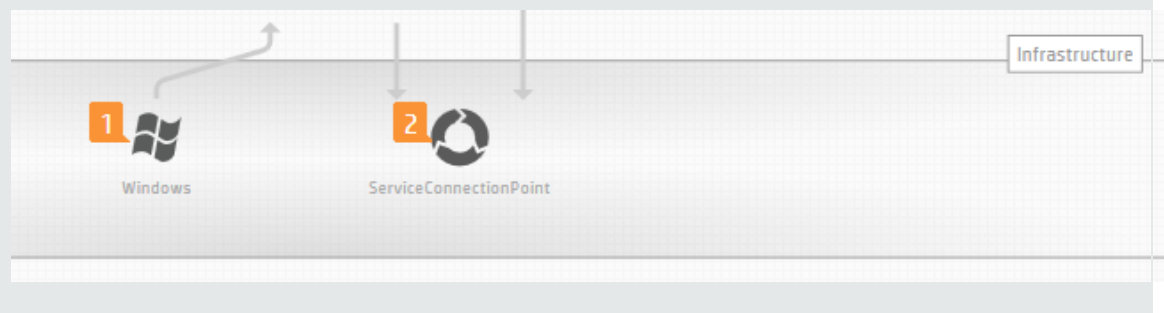 Infrastructure
1
2
Windows
ServiceConnectionPoint